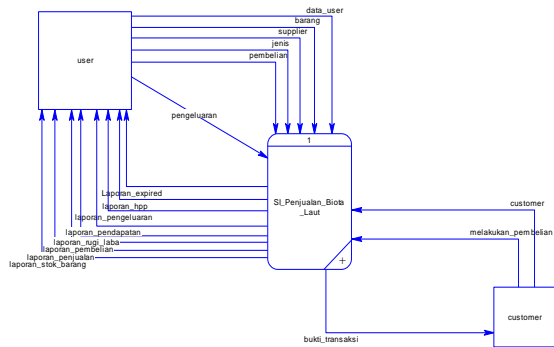 data_user
barang
supplier
jenis
pembelian
user
pengeluaran
1
SI_Penjualan_Biota
_Laut
+
Laporan_expired
laporan_hpp
laporan_pengeluaran
laporan_pendapatan
laporan_rugi_laba
laporan_pembelian
laporan_penjualan
laporan_stok_barang
customer
melakukan_pembelian
customer
bukti_transaksi